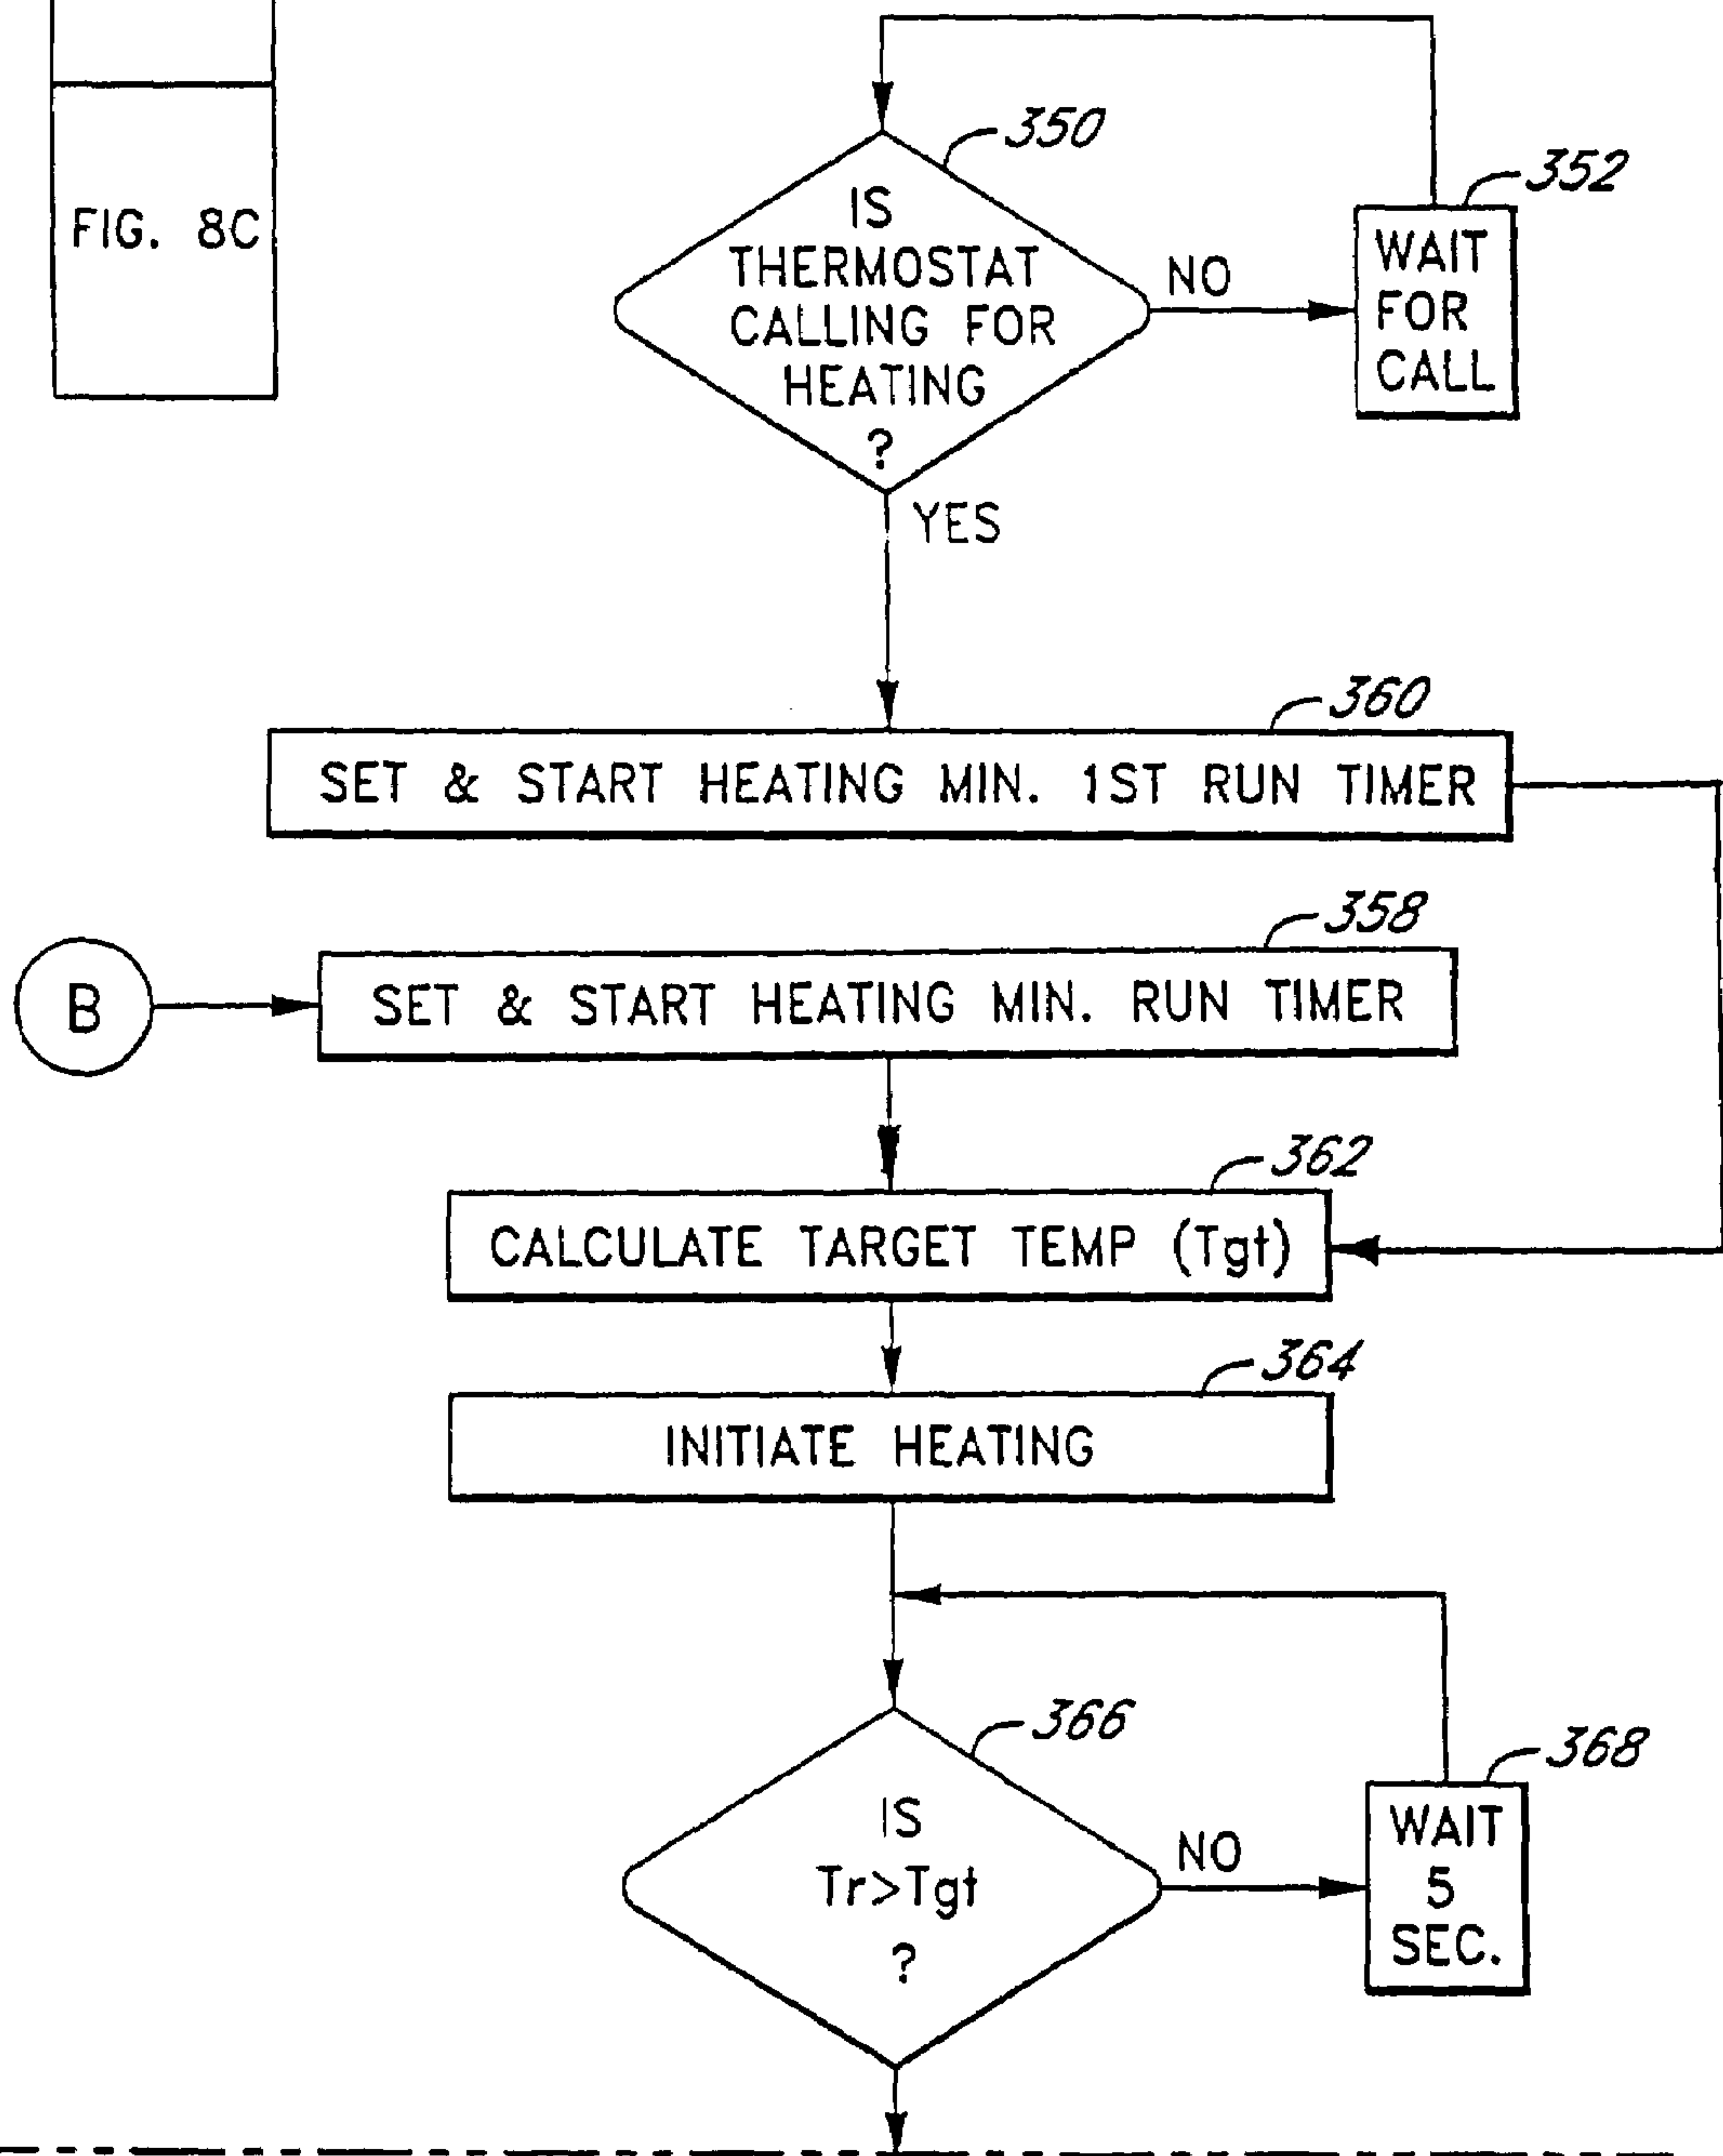 FIG. 8C
350
IS
THERMOSTAT
CALLING FOR
HEATING
?
NO
352
WAIT
FOR
CALL
YES
360
SET & START HEATING MIN. 1ST RUN TIMER
358
B
SET & START HEATING MIN. RUN TIMER
362
CALCULATE TARGET TEMP (Tgt)
364
INITIATE HEATING
366
IS
Tr>Tgt
?
NO
368
WAIT
5
SEC.